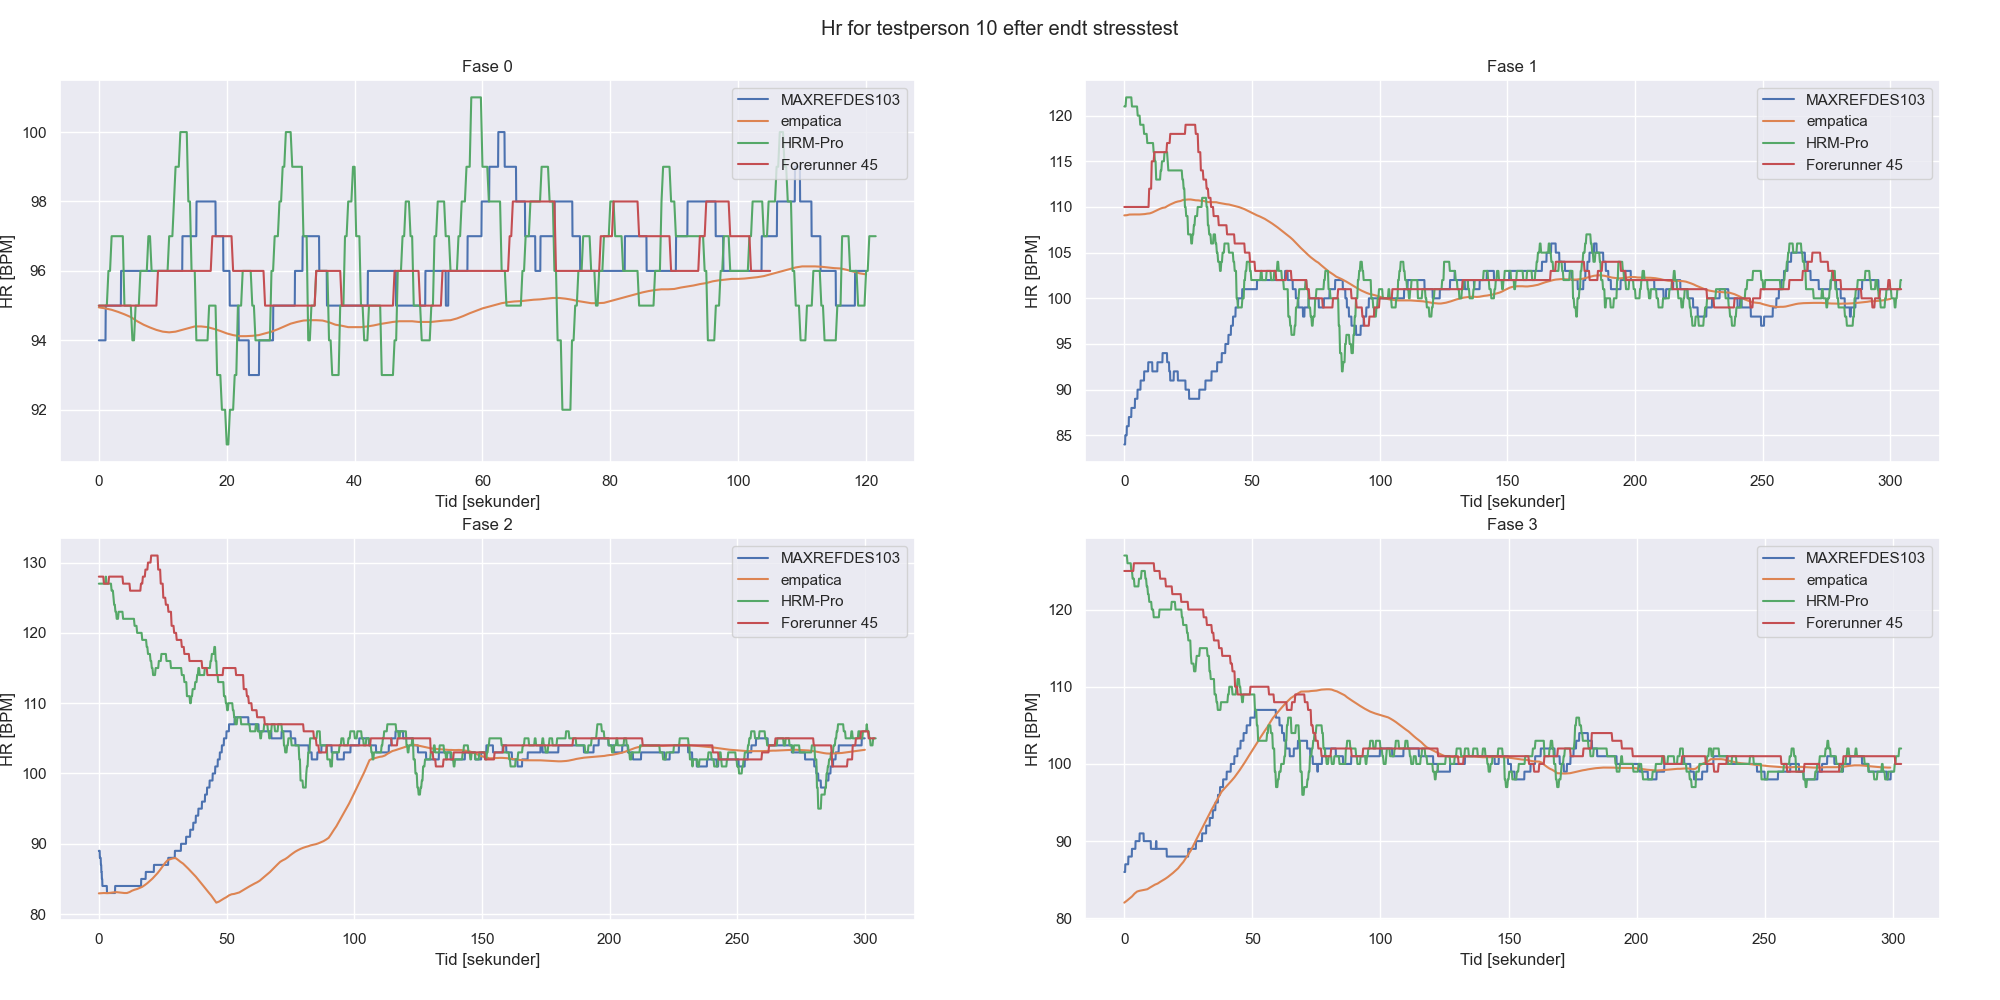 Hr for testperson 10 efter endt stresstest
Fase 0
HR [BPM]
100
98
96
94
92
MAXREFDES103
empatica
HRM-Pro
Forerunner 45
0 20 40 60 80 100 120
Tid [sekunder]
Fase 1
HR [BPM]
120
115
110
105
100
95
90
85
MAXREFDES103
empatica
HRM-Pro
Forerunner 45
0 50 100 150 200 250 300
Tid [sekunder]
Fase 2
HR [BPM]
130
120
110
100
90
80
MAXREFDES103
empatica
HRM-Pro
Forerunner 45
0 50 100 150 200 250 300
Tid [sekunder]
Fase 3
HR [BPM]
120
110
100
90
80
MAXREFDES103
empatica
HRM-Pro
Forerunner 45
0 50 100 150 200 250 300
Tid [sekunder]